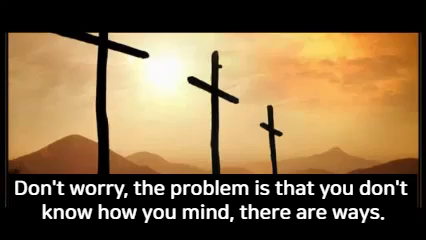 Don't worry, the problem is that you don't
know how you mind, there are ways.